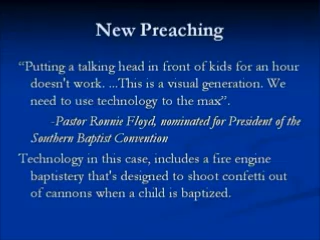 New Preaching
“Putting a talking head in front of kids for an hour
doesn't work. ...This is a visual generation. We
need to use technology to the max”.
-Pastor Ronnie Floyd, nominated for President of the
Southern Baptist Convention
Technology in this case, includes a fire engine
baptistery that's designed to shoot confetti out
of cannons when a child is baptized.